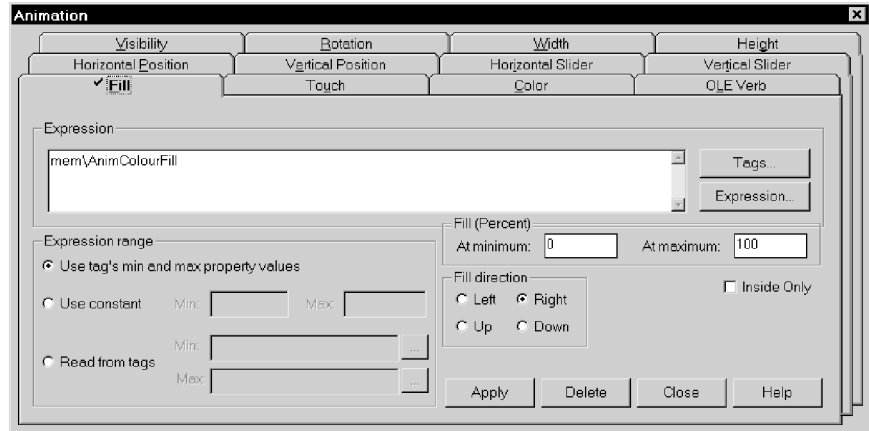 Animation
Visibility Rotation Width Height
Horizontal Position Vertical Position Horizontal Slider Vertical Slider
Fill Touch Color OLE Verb
Expression
mem\AnimColourFill
Tags...
Expression...
Fill (Percent)
At minimum: 0 At maximum: 100
Expression range
Use tag's min and max property values
Use constant Min: Max:
Read from tags
Min: ...
Max: ...
Fill direction
Left Right
Up Down
Inside Only
Apply Delete Close Help